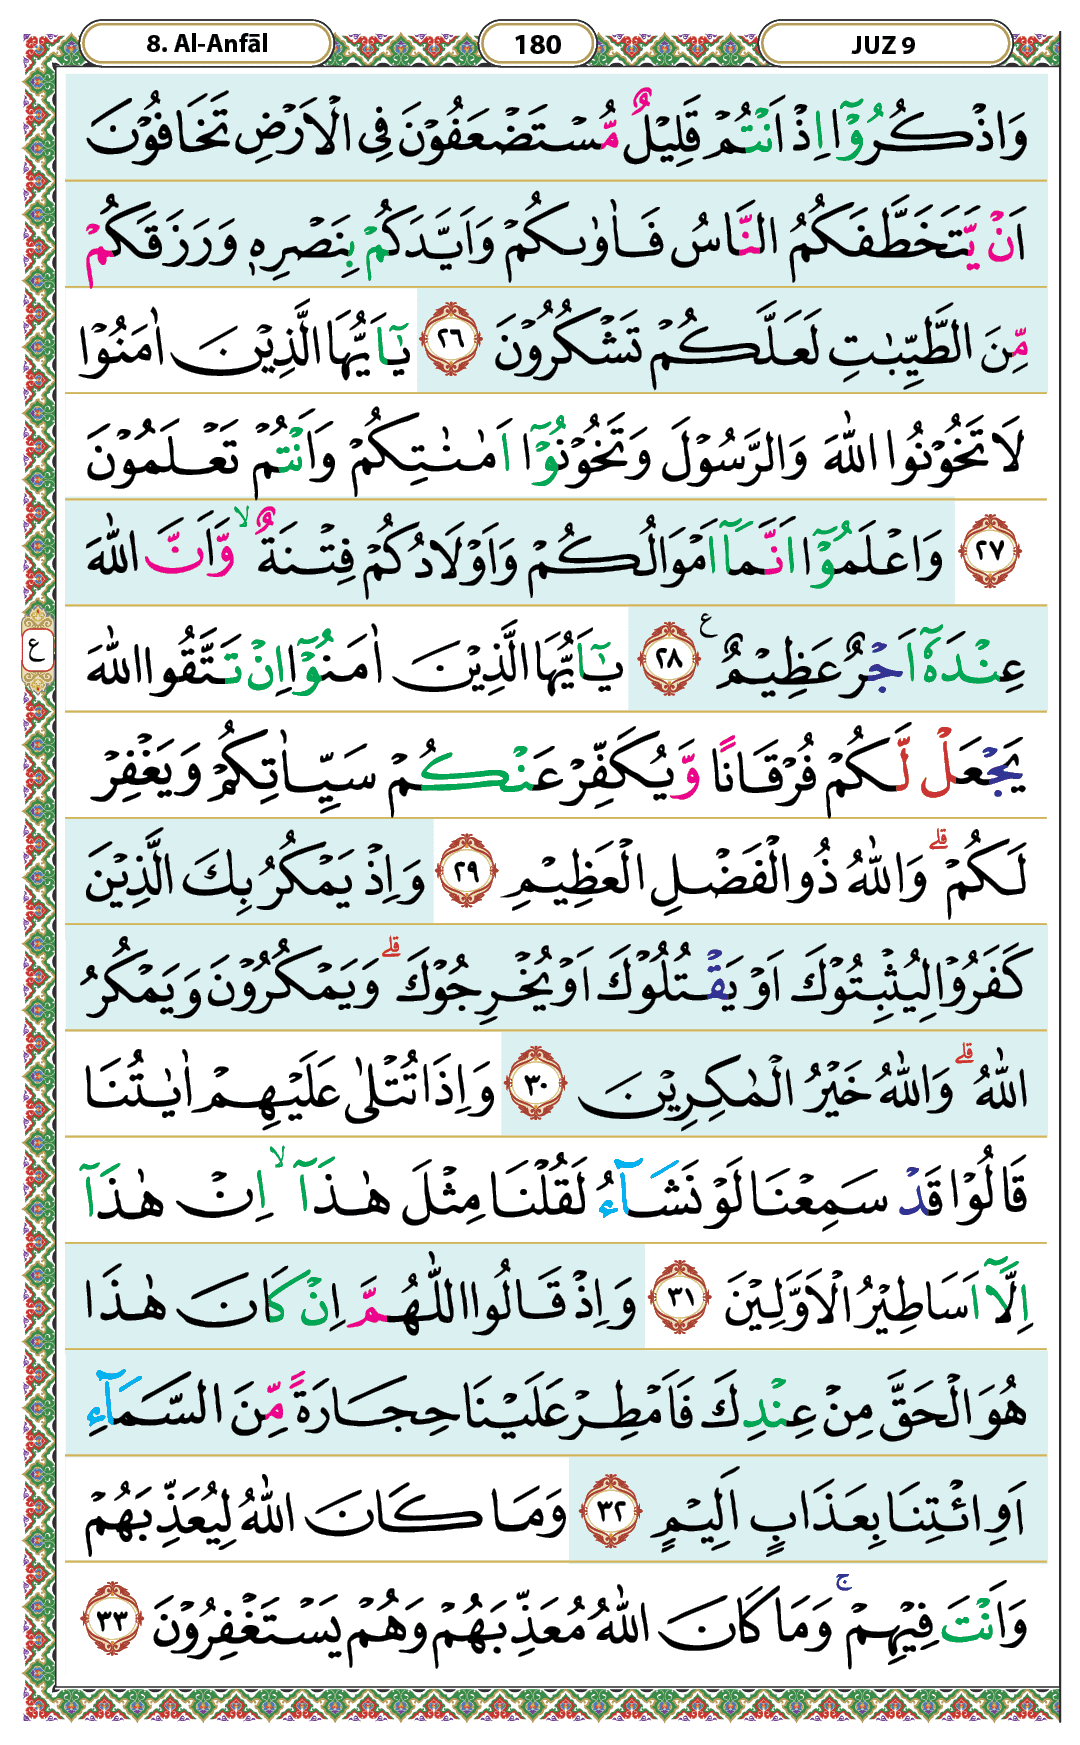 8. Al-Anfāl 180 JUZ 9
وَاذْكُرُوْٓا اِذْ اَنْتُمْ قَلِيْلٌ مُّسْتَضْعَفُوْنَ فِى الْاَرْضِ تَخَافُوْنَ
اَنْ يَّتَخَطَّفَكُمُ النَّاسُ فَاٰوٰىكُمْ وَاَيَّدَكُمْ بِنَصْرِهٖ وَرَزَقَكُمْ
مِّنَ الطَّيِّبٰتِ لَعَلَّكُمْ تَشْكُرُوْنَ ٢٦ يٰٓاَيُّهَا الَّذِيْنَ اٰمَنُوْا
لَا تَخُوْنُوا اللّٰهَ وَالرَّسُوْلَ وَتَخُوْنُوْٓا اَمٰنٰتِكُمْ وَاَنْتُمْ تَعْلَمُوْنَ
٢٧ وَاعْلَمُوْٓا اَنَّمَآ اَمْوَالُكُمْ وَاَوْلَادُكُمْ فِتْنَةٌ ۙ وَّاَنَّ اللّٰهَ
عِنْدَهٗٓ اَجْرٌ عَظِيْمٌ ع ٢٨ يٰٓاَيُّهَا الَّذِيْنَ اٰمَنُوْٓا اِنْ تَتَّقُوا اللّٰهَ
ع
يَجْعَلْ لَّكُمْ فُرْقَانًا وَّيُكَفِّرْ عَنْكُمْ سَيِّاٰتِكُمْ وَيَغْفِرْ
لَكُمْ ۗ وَاللّٰهُ ذُو الْفَضْلِ الْعَظِيْمِ ٢٩ وَاِذْ يَمْكُرُ بِكَ الَّذِيْنَ
كَفَرُوْا لِيُثْبِتُوْكَ اَوْ يَقْتُلُوْكَ اَوْ يُخْرِجُوْكَ ۗ وَيَمْكُرُوْنَ وَيَمْكُرُ
اللّٰهُ ۗ وَاللّٰهُ خَيْرُ الْمٰكِرِيْنَ ٣٠ وَاِذَا تُتْلٰى عَلَيْهِمْ اٰيٰتُنَا
قَالُوْا قَدْ سَمِعْنَا لَوْ نَشَاۤءُ لَقُلْنَا مِثْلَ هٰذَآ ۙ اِنْ هٰذَآ
اِلَّآ اَسَاطِيْرُ الْاَوَّلِيْنَ ٣١ وَاِذْ قَالُوا اللّٰهُمَّ اِنْ كَانَ هٰذَا
هُوَ الْحَقَّ مِنْ عِنْدِكَ فَاَمْطِرْ عَلَيْنَا حِجَارَةً مِّنَ السَّمَاۤءِ
اَوِ ائْتِنَا بِعَذَابٍ اَلِيْمٍ ٣٢ وَمَا كَانَ اللّٰهُ لِيُعَذِّبَهُمْ
وَاَنْتَ فِيْهِمْ ۚ وَمَا كَانَ اللّٰهُ مُعَذِّبَهُمْ وَهُمْ يَسْتَغْفِرُوْنَ ٣٣